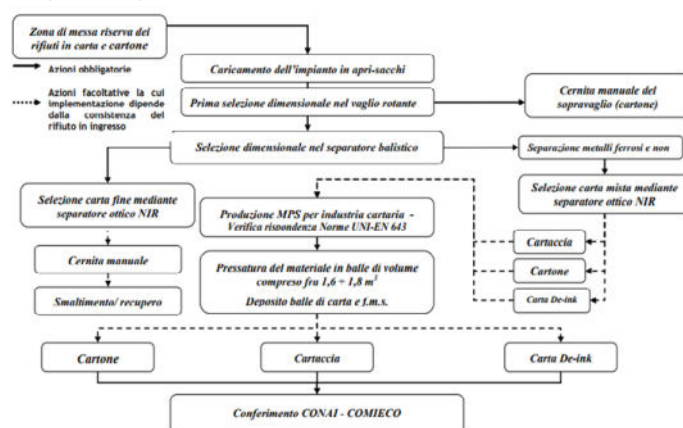 Zona di messa riserva dei
rifiuti in carta e cartone
Azioni obbligatorie
Azioni facoltative la cui
implementazione dipende
dalla consistenza del
rifiuto in ingresso
Caricamento dell'impianto in apri-sacchi
Prima selezione dimensionale nel vaglio rotante
Cernita manuale del
sopravaglio (cartone)
Selezione dimensionale nel separatore balistico
Separazione metalli ferrosi e non
Selezione carta fine mediante
separatore ottico NIR
Cernita manuale
Smaltimento/ recupero
Produzione MPS per industria cartaria -
Verifica rispondenza Norme UNI-EN 643
Pressatura del materiale in balle di volume
compreso fra 1,6 ÷ 1,8 m³
Deposito balle di carta e f.m.s.
Selezione carta mista mediante
separatore ottico NIR
Cartaccia
Cartone
Carta De-ink
Cartone
Cartaccia
Carta De-ink
Conferimento CONAI - COMIECO